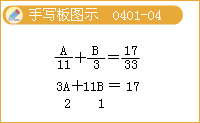 手写板图示 0401-04
A/11 + B/3 = 17/33
3A+11B = 17
2 1